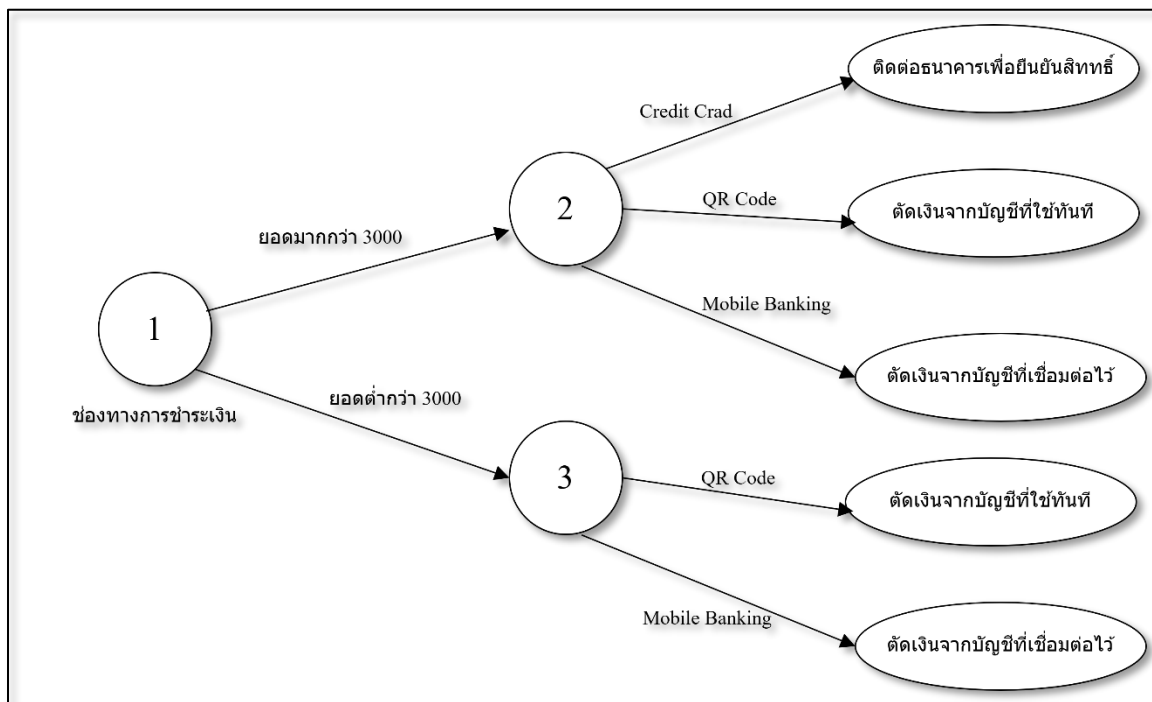 ติดต่อธนาคารเพื่อยืนยันสิททธิ์
Credit Crad
2
QR Code
ตัดเงินจากบัญชีที่ใช้ทันที
ยอดมากกว่า 3000
Mobile Banking
1
ตัดเงินจากบัญชีที่เชื่อมต่อไว้
ยอดต่ำกว่า 3000
ช่องทางการชำระเงิน
3
QR Code
ตัดเงินจากบัญชีที่ใช้ทันที
Mobile Banking
ตัดเงินจากบัญชีที่เชื่อมต่อไว้